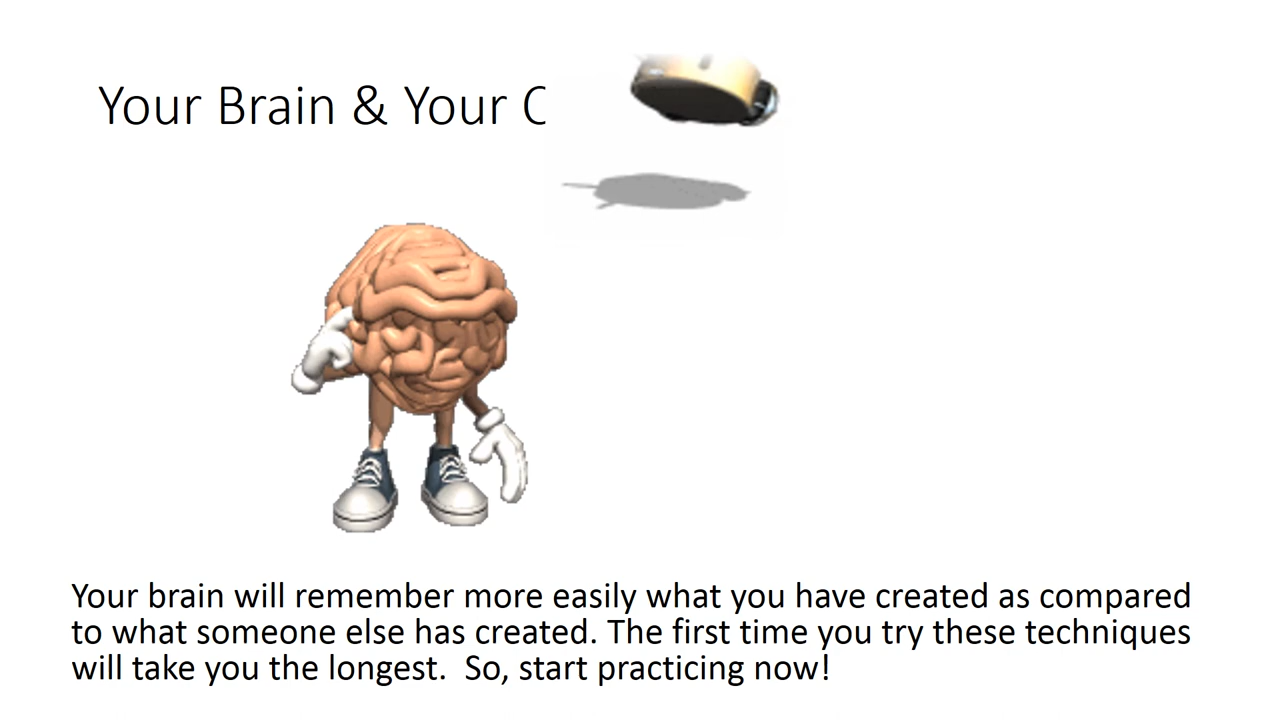 Your Brain & Your C
Your brain will remember more easily what you have created as compared
to what someone else has created. The first time you try these techniques
will take you the longest.  So, start practicing now!